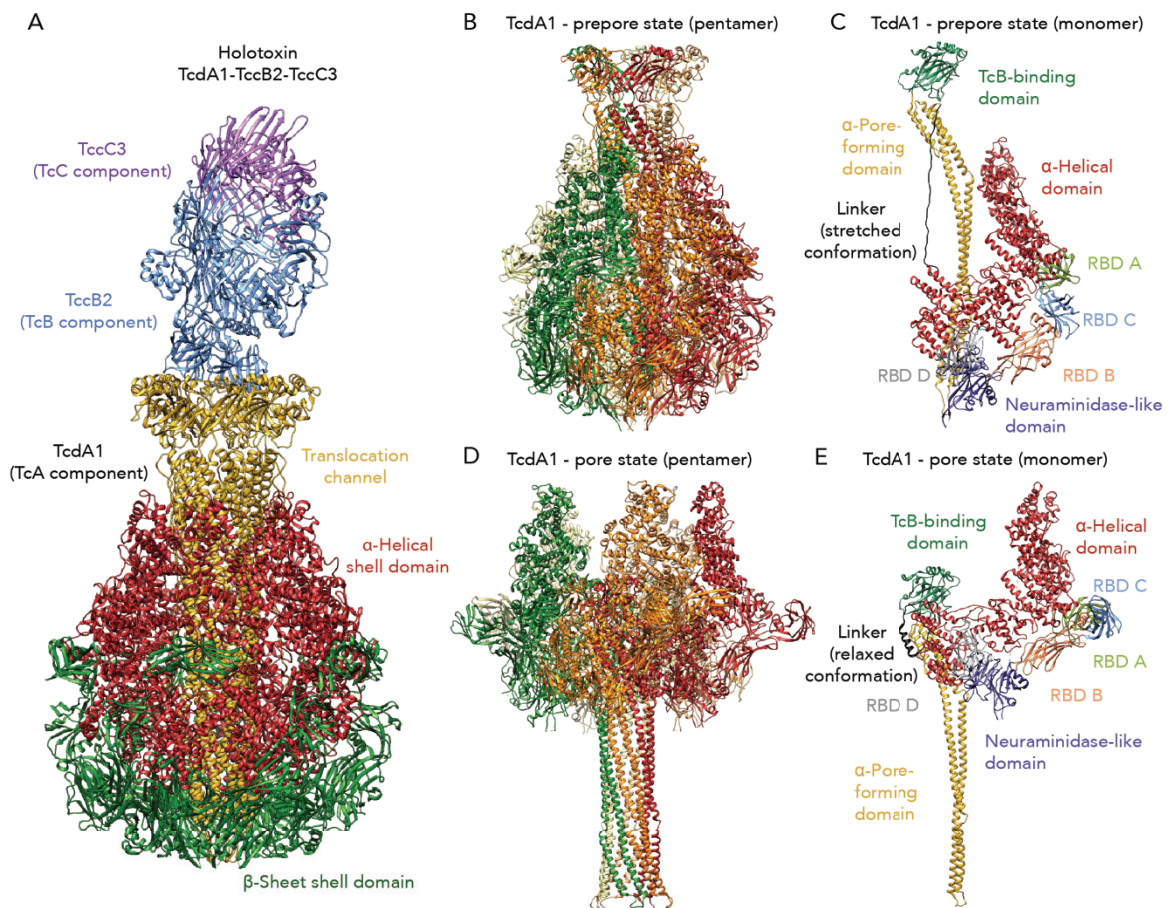 A
Holotoxin
TcdA1-TccB2-TccC3
TccC3
(TcC component)
TccB2
(TcB component)
TcdA1
(TcA component)
Translocation
channel
α-Helical
shell domain
β-Sheet shell domain
B
TcdA1 - prepore state (pentamer)
C
TcdA1 - prepore state (monomer)
TcB-binding
domain
α-Pore-
forming
domain
α-Helical
domain
Linker
(stretched
conformation)
RBD A
RBD C
RBD D
RBD B
Neuraminidase-like
domain
D
TcdA1 - pore state (pentamer)
E
TcdA1 - pore state (monomer)
TcB-binding
domain
α-Helical
domain
RBD C
Linker
(relaxed
conformation)
RBD A
RBD D
RBD B
Neuraminidase-like
domain
α-Pore-
forming
domain